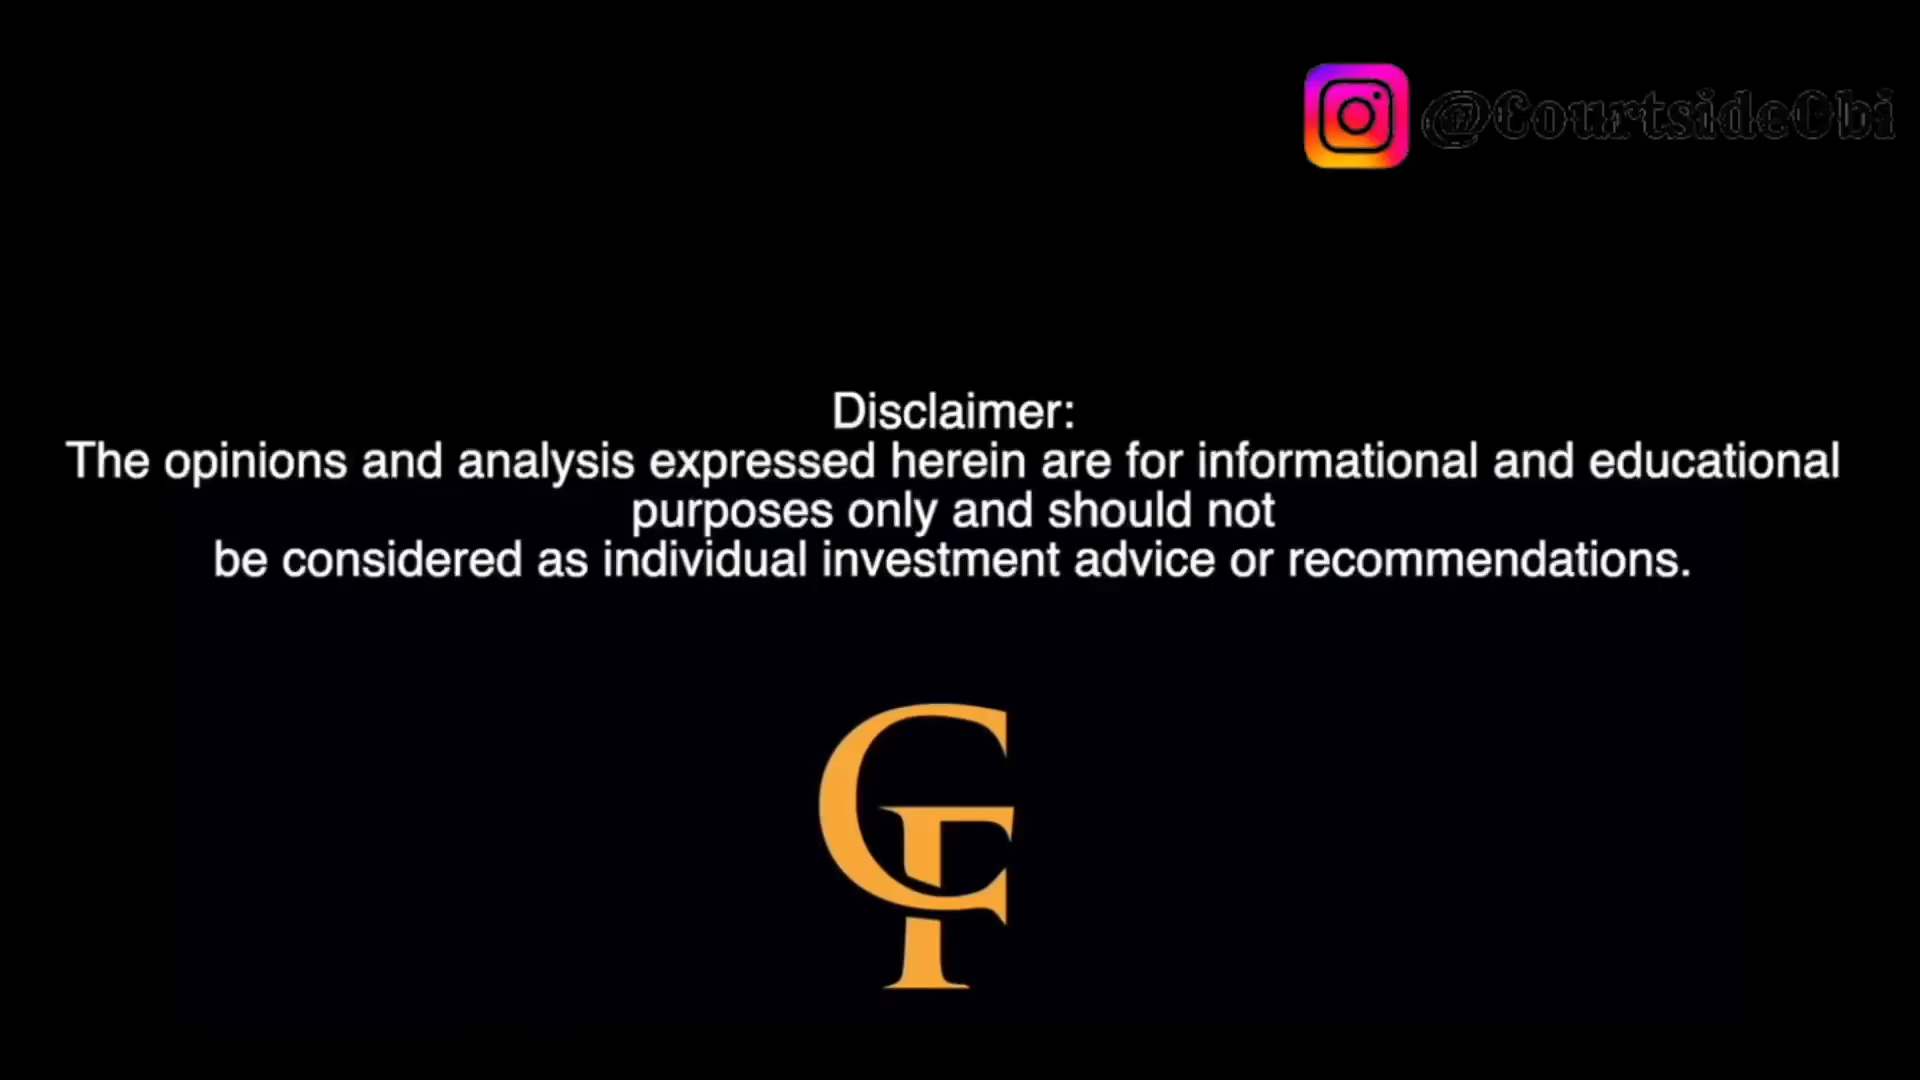 @CourtsideObi
Disclaimer:
The opinions and analysis expressed herein are for informational and educational
purposes only and should not
be considered as individual investment advice or recommendations.
CF